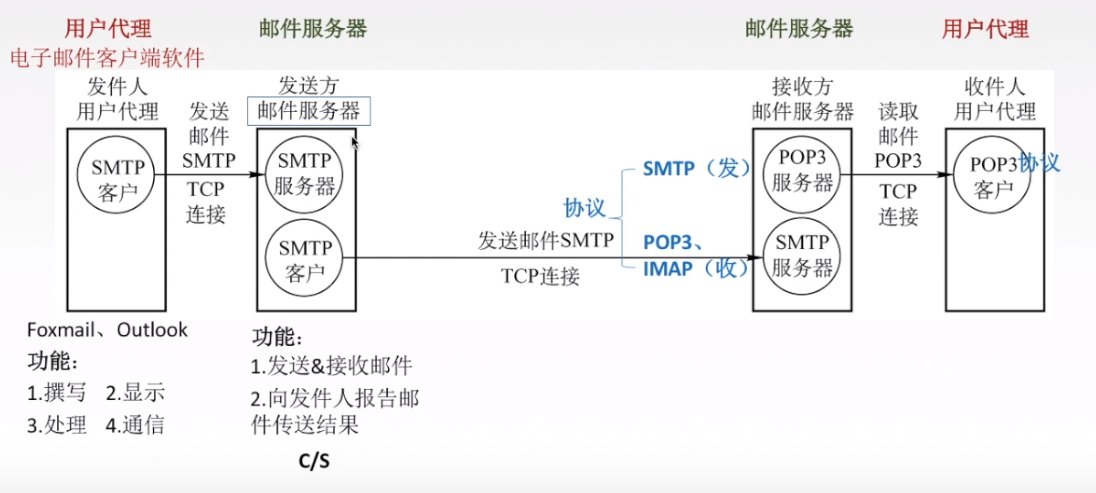 用户代理
邮件服务器
邮件服务器
用户代理
电子邮件客户端软件
发件人
用户代理
发送
邮件
SMTP
TCP
连接
发送方
邮件服务器
接收方
邮件服务器
读取
邮件
POP3
TCP
连接
收件人
用户代理
SMTP
客户
SMTP
服务器
SMTP
客户
协议
SMTP（发）
POP3、
IMAP（收）
发送邮件SMTP
TCP连接
POP3
服务器
SMTP
服务器
POP3
客户
协议
Foxmail、Outlook
功能：
1.撰写 2.显示
3.处理 4.通信
功能：
1.发送&接收邮件
2.向发件人报告邮
件传送结果
C/S